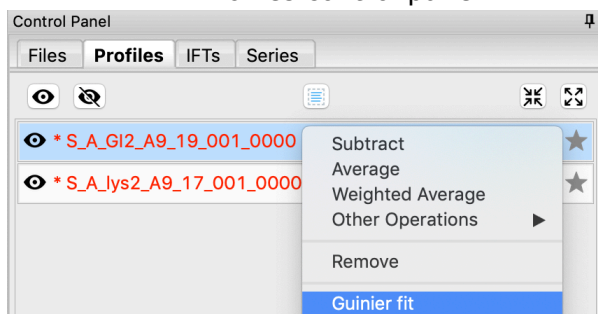 Control Panel
Files Profiles IFTs Series
* S_A_GI2_A9_19_001_0000
* S_A_lys2_A9_17_001_0000
Subtract
Average
Weighted Average
Other Operations
Remove
Guinier fit